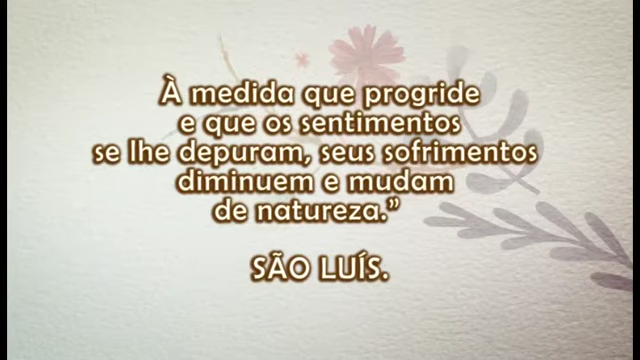 À medida que progride
e que os sentimentos
se lhe depuram, seus sofrimentos
diminuem e mudam
de natureza.”
SÃO LUÍS.